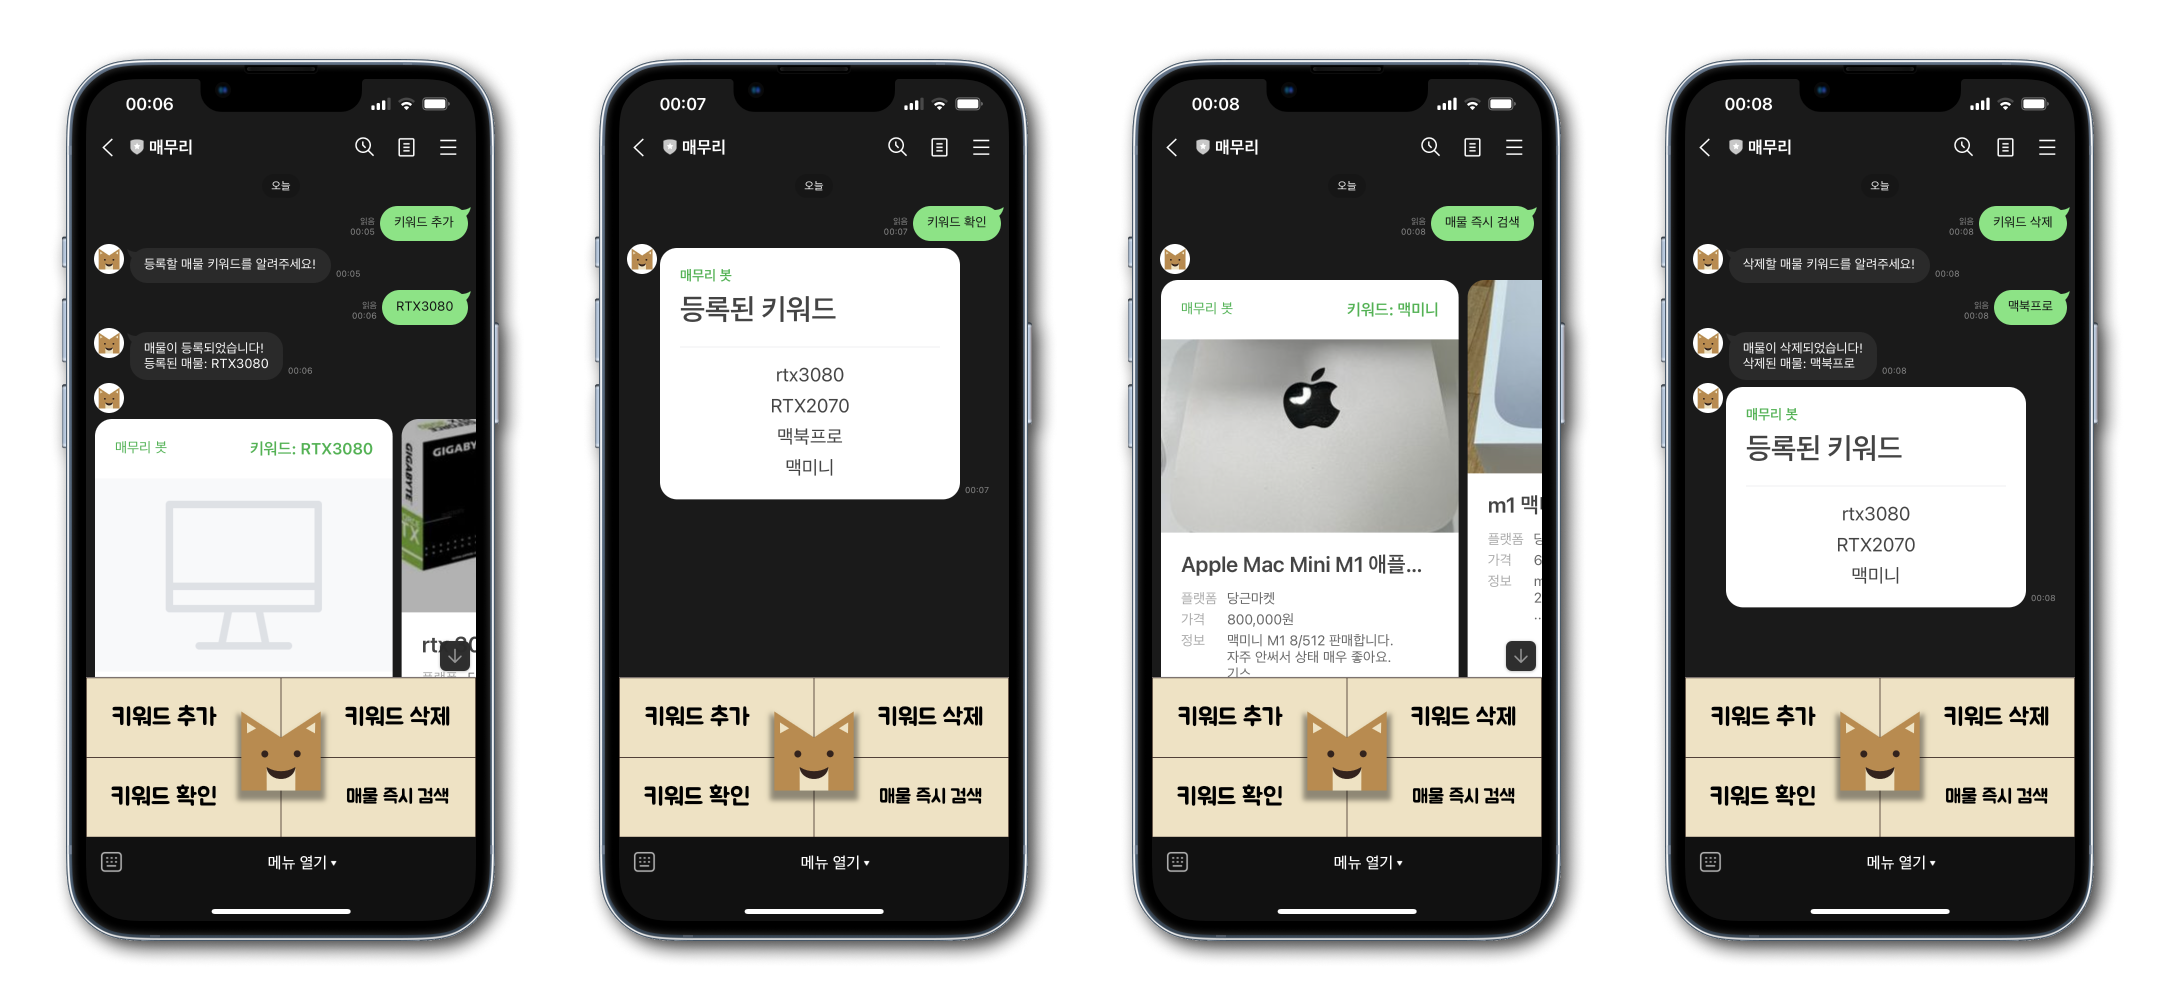 00:06
매무리
오늘
키워드 추가
읽음
00:05
등록할 매물 키워드를 알려주세요!
00:05
RTX3080
읽음
00:06
매물이 등록되었습니다!
등록된 매물: RTX3080
00:06
매무리 봇
키워드: RTX3080
GIGABYTE
GIGABY
rtx
키워드 추가
키워드 삭제
키워드 확인
매물 즉시 검색
메뉴 열기 ▾
00:07
매무리
오늘
키워드 확인
읽음
00:07
매무리 봇
등록된 키워드
rtx3080
RTX2070
맥북프로
맥미니
00:07
키워드 추가
키워드 삭제
키워드 확인
매물 즉시 검색
메뉴 열기 ▾
00:08
매무리
오늘
매물 즉시 검색
읽음
00:08
매무리 봇
키워드: 맥미니
Apple Mac Mini M1 애플...
플랫폼 당근마켓
가격 800,000원
정보 맥미니 M1 8/512 판매합니다.
자주 안써서 상태 매우 좋아요.
기스
m1 맥
플랫폼
가격 6
정보 m
2
키워드 추가
키워드 삭제
키워드 확인
매물 즉시 검색
메뉴 열기 ▾
00:08
매무리
오늘
키워드 삭제
읽음
00:08
삭제할 매물 키워드를 알려주세요!
00:08
맥북프로
읽음
00:08
매물이 삭제되었습니다!
삭제된 매물: 맥북프로
00:08
매무리 봇
등록된 키워드
rtx3080
RTX2070
맥미니
00:08
키워드 추가
키워드 삭제
키워드 확인
매물 즉시 검색
메뉴 열기 ▾